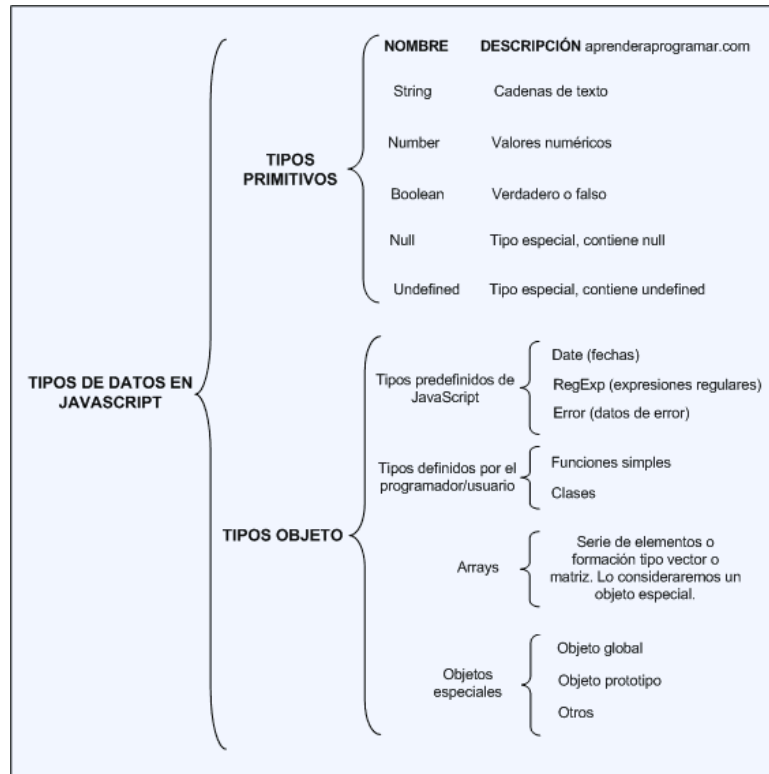 TIPOS DE DATOS EN
JAVASCRIPT
TIPOS
PRIMITIVOS
NOMBRE DESCRIPCIÓN aprenderaprogramar.com
String Cadenas de texto
Number Valores numéricos
Boolean Verdadero o falso
Null Tipo especial, contiene null
Undefined Tipo especial, contiene undefined
TIPOS OBJETO
Tipos predefinidos de
JavaScript
Date (fechas)
RegExp (expresiones regulares)
Error (datos de error)
Tipos definidos por el
programador/usuario
Funciones simples
Clases
Arrays
Serie de elementos o
formación tipo vector o
matriz. Lo consideraremos un
objeto especial.
Objetos
especiales
Objeto global
Objeto prototipo
Otros